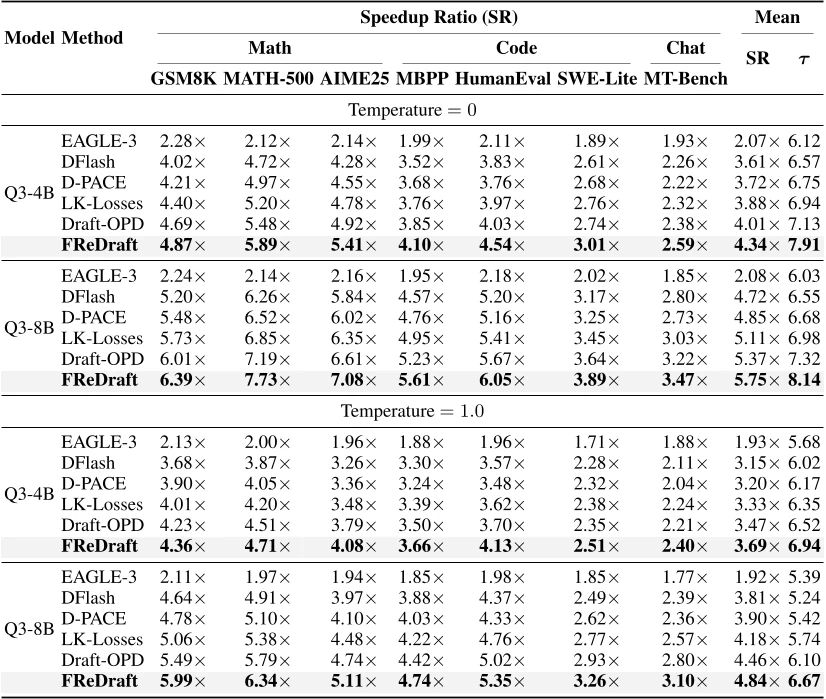 Model Method Speedup Ratio (SR) Mean
Math Code Chat SR τ
GSM8K MATH-500 AIME25 MBPP HumanEval SWE-Lite MT-Bench
Temperature = 0
Q3-4B
EAGLE-3 2.28× 2.12× 2.14× 1.99× 2.11× 1.89× 1.93× 2.07× 6.12
DFlash 4.02× 4.72× 4.28× 3.52× 3.83× 2.61× 2.26× 3.61× 6.57
D-PACE 4.21× 4.97× 4.55× 3.68× 3.76× 2.68× 2.22× 3.72× 6.75
LK-Losses 4.40× 5.20× 4.78× 3.76× 3.97× 2.76× 2.32× 3.88× 6.94
Draft-OPD 4.69× 5.48× 4.92× 3.85× 4.03× 2.74× 2.38× 4.01× 7.13
FReDraft 4.87× 5.89× 5.41× 4.10× 4.54× 3.01× 2.59× 4.34× 7.91
Q3-8B
EAGLE-3 2.24× 2.14× 2.16× 1.95× 2.18× 2.02× 1.85× 2.08× 6.03
DFlash 5.20× 6.26× 5.84× 4.57× 5.20× 3.17× 2.80× 4.72× 6.55
D-PACE 5.48× 6.52× 6.02× 4.76× 5.16× 3.25× 2.73× 4.85× 6.68
LK-Losses 5.73× 6.85× 6.35× 4.95× 5.41× 3.45× 3.03× 5.11× 6.98
Draft-OPD 6.01× 7.19× 6.61× 5.23× 5.67× 3.64× 3.22× 5.37× 7.32
FReDraft 6.39× 7.73× 7.08× 5.61× 6.05× 3.89× 3.47× 5.75× 8.14
Temperature = 1.0
Q3-4B
EAGLE-3 2.13× 2.00× 1.96× 1.88× 1.96× 1.71× 1.88× 1.93× 5.68
DFlash 3.68× 3.87× 3.26× 3.30× 3.57× 2.28× 2.11× 3.15× 6.02
D-PACE 3.90× 4.05× 3.36× 3.24× 3.48× 2.32× 2.04× 3.20× 6.17
LK-Losses 4.01× 4.20× 3.48× 3.39× 3.62× 2.38× 2.24× 3.33× 6.35
Draft-OPD 4.23× 4.51× 3.79× 3.50× 3.70× 2.35× 2.21× 3.47× 6.52
FReDraft 4.36× 4.71× 4.08× 3.66× 4.13× 2.51× 2.40× 3.69× 6.94
Q3-8B
EAGLE-3 2.11× 1.97× 1.94× 1.85× 1.98× 1.85× 1.77× 1.92× 5.39
DFlash 4.64× 4.91× 3.97× 3.88× 4.37× 2.49× 2.39× 3.81× 5.24
D-PACE 4.78× 5.10× 4.10× 4.03× 4.33× 2.62× 2.36× 3.90× 5.42
LK-Losses 5.06× 5.38× 4.48× 4.22× 4.76× 2.77× 2.57× 4.18× 5.74
Draft-OPD 5.49× 5.79× 4.74× 4.42× 5.02× 2.93× 2.80× 4.46× 6.10
FReDraft 5.99× 6.34× 5.11× 4.74× 5.35× 3.26× 3.10× 4.84× 6.67